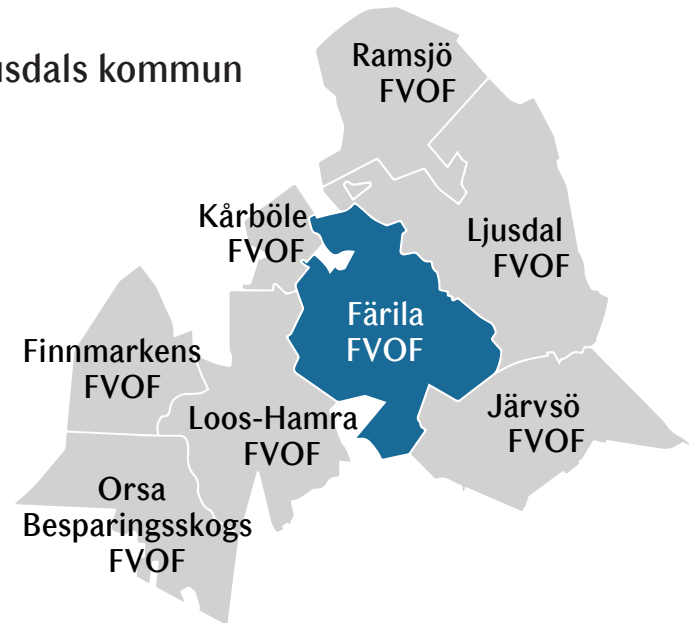 usdals kommun
Ramsjö
FVOF
Kårböle
FVOF
Ljusdal
FVOF
Färila
FVOF
Finnmarkens
FVOF
Loos-Hamra
FVOF
Järvsö
FVOF
Orsa
Besparingsskogs
FVOF